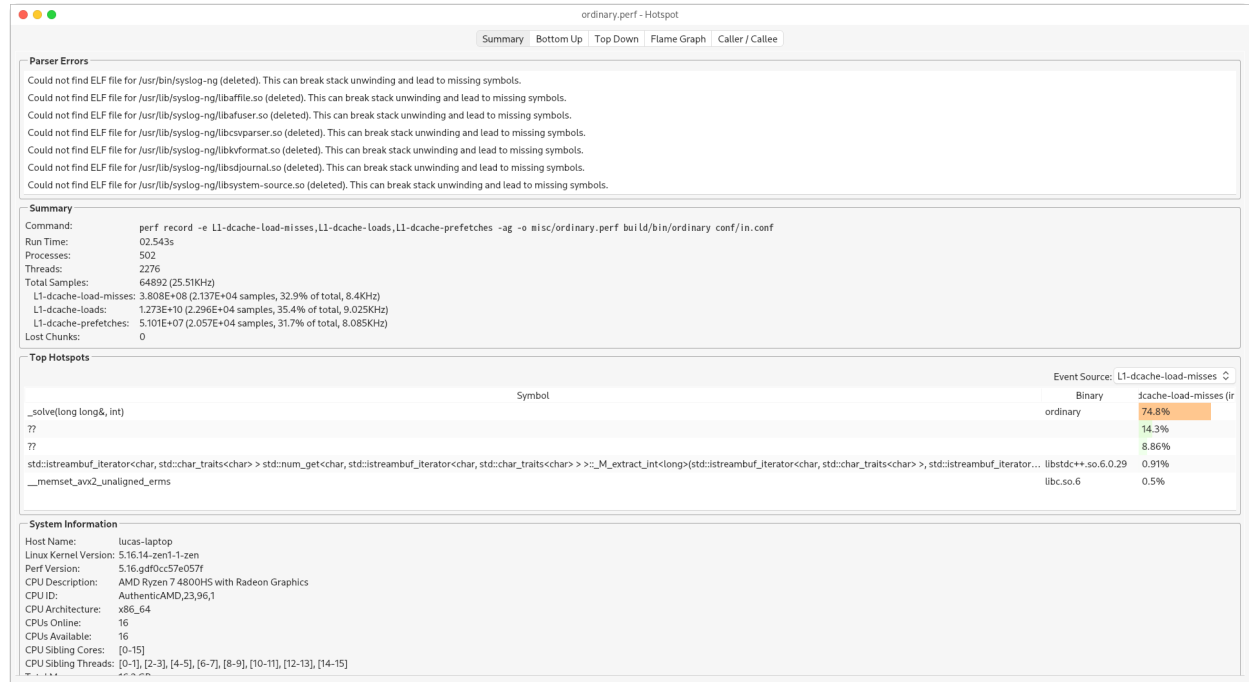 ordinary.perf - Hotspot
Summary Bottom Up Top Down Flame Graph Caller / Callee
Parser Errors
Could not find ELF file for /usr/bin/syslog-ng (deleted). This can break stack unwinding and lead to missing symbols.
Could not find ELF file for /usr/lib/syslog-ng/libaffile.so (deleted). This can break stack unwinding and lead to missing symbols.
Could not find ELF file for /usr/lib/syslog-ng/libafuser.so (deleted). This can break stack unwinding and lead to missing symbols.
Could not find ELF file for /usr/lib/syslog-ng/libcsvparser.so (deleted). This can break stack unwinding and lead to missing symbols.
Could not find ELF file for /usr/lib/syslog-ng/libkvformat.so (deleted). This can break stack unwinding and lead to missing symbols.
Could not find ELF file for /usr/lib/syslog-ng/libsdjournal.so (deleted). This can break stack unwinding and lead to missing symbols.
Could not find ELF file for /usr/lib/syslog-ng/libsystem-source.so (deleted). This can break stack unwinding and lead to missing symbols.
Summary
Command: perf record -e L1-dcache-load-misses,L1-dcache-loads,L1-dcache-prefetches -ag -o misc/ordinary.perf build/bin/ordinary conf/in.conf
Run Time: 02.543s
Processes: 502
Threads: 2276
Total Samples: 64892 (25.51KHz)
L1-dcache-load-misses: 3.808E+08 (2.137E+04 samples, 32.9% of total, 8.4KHz)
L1-dcache-loads: 1.273E+10 (2.296E+04 samples, 35.4% of total, 9.025KHz)
L1-dcache-prefetches: 5.101E+07 (2.057E+04 samples, 31.7% of total, 8.085KHz)
Lost Chunks: 0
Top Hotspots
Event Source: L1-dcache-load-misses
Symbol Binary dcache-load-misses (ir
_solve(long long&, int) ordinary 74.8%
?? 14.3%
?? 8.86%
std::istreambuf_iterator<char, std::char_traits<char> > std::num_get<char, std::istreambuf_iterator<char, std::char_traits<char> > >::_M_extract_int<long>(std::istreambuf_iterator<char, std::char_traits<char> >, std::istreambuf_iterator... libstdc++.so.6.0.29 0.91%
__memset_avx2_unaligned_erms libc.so.6 0.5%
System Information
Host Name: lucas-laptop
Linux Kernel Version: 5.16.14-zen1-1-zen
Perf Version: 5.16.gdf0cc57e057f
CPU Description: AMD Ryzen 7 4800HS with Radeon Graphics
CPU ID: AuthenticAMD,23,96,1
CPU Architecture: x86_64
CPUs Online: 16
CPUs Available: 16
CPU Sibling Cores: [0-15]
CPU Sibling Threads: [0-1], [2-3], [4-5], [6-7], [8-9], [10-11], [12-13], [14-15]